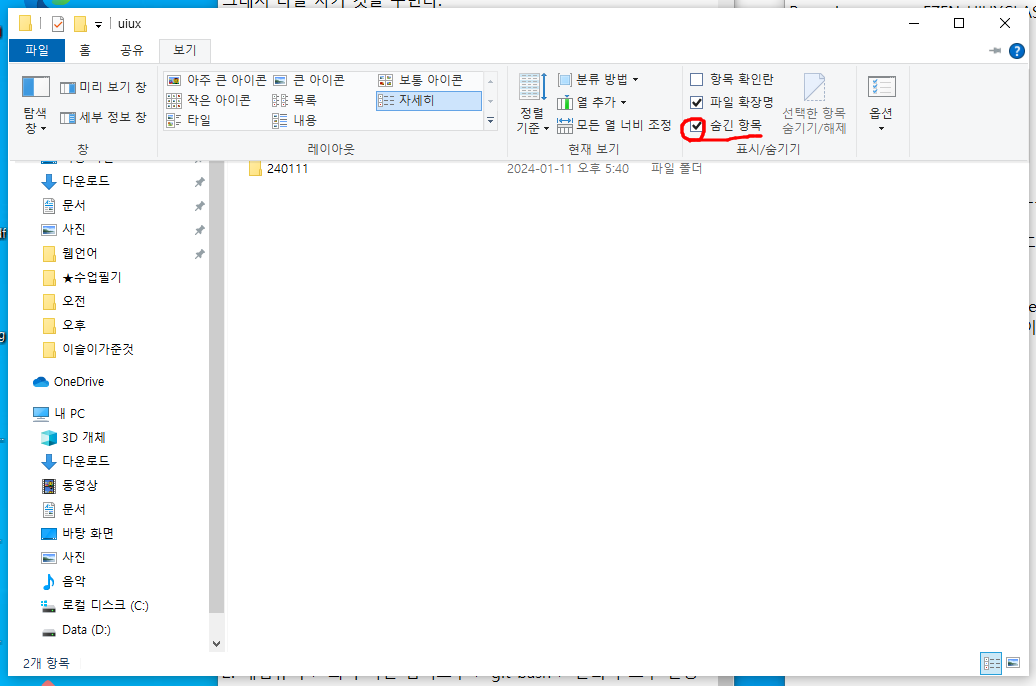 uiux
파일 홈 공유 보기
탐색 창
미리 보기 창
세부 정보 창
창
아주 큰 아이콘 큰 아이콘 보통 아이콘
작은 아이콘 목록 자세히
타일 내용
레이아웃
정렬 기준
분류 방법
열 추가
모든 열 너비 조정
현재 보기
항목 확인란
파일 확장명
숨긴 항목
선택한 항목
숨기기/해제
표시/숨기기
옵션
240111 2024-01-11 오후 5:40 파일 폴더
다운로드
문서
사진
웹언어
★수업필기
오전
오후
이슬이가준것
OneDrive
내 PC
3D 개체
다운로드
동영상
문서
바탕 화면
사진
음악
로컬 디스크 (C:)
Data (D:)
2개 항목